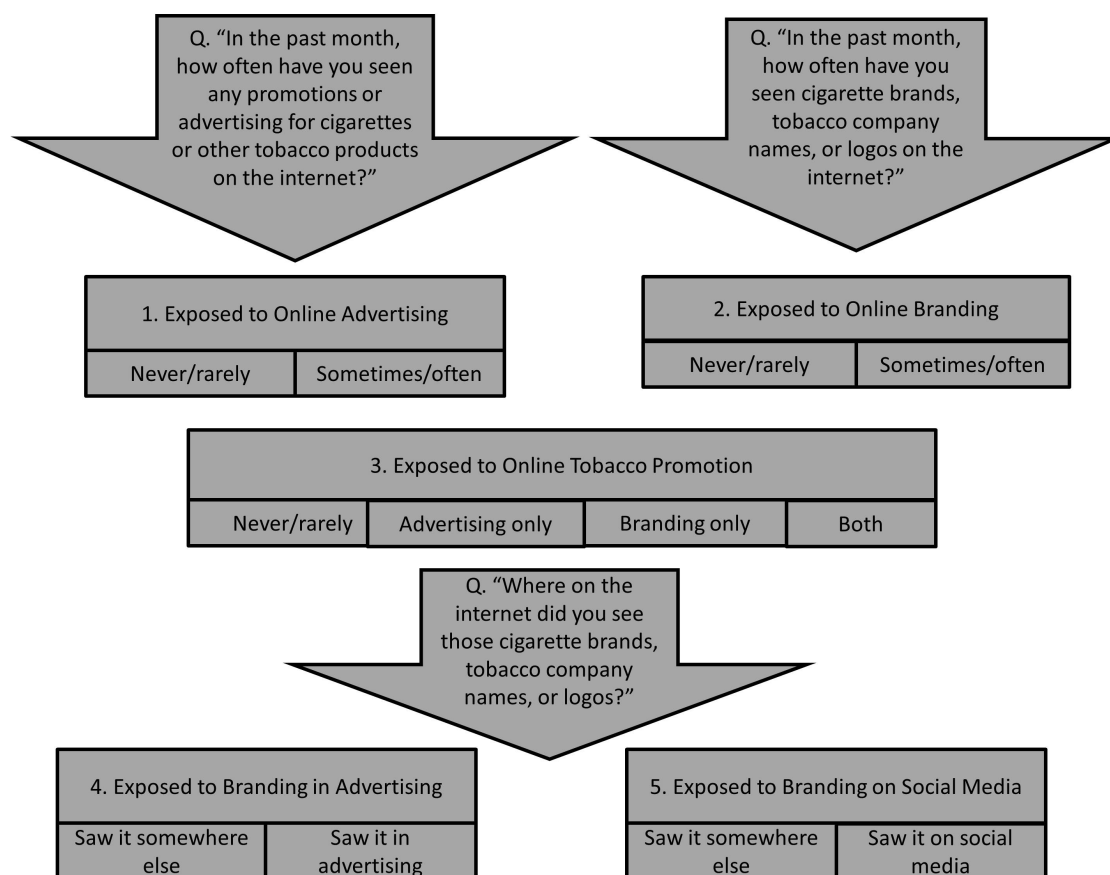 Q. “In the past month,
how often have you seen
any promotions or
advertising for cigarettes
or other tobacco products
on the internet?”
Q. “In the past month,
how often have you
seen cigarette brands,
tobacco company
names, or logos on the
internet?”
1. Exposed to Online Advertising
Never/rarely
Sometimes/often
2. Exposed to Online Branding
Never/rarely
Sometimes/often
3. Exposed to Online Tobacco Promotion
Never/rarely
Advertising only
Branding only
Both
Q. “Where on the
internet did you see
those cigarette brands,
tobacco company
names, or logos?”
4. Exposed to Branding in Advertising
Saw it somewhere
else
Saw it in
advertising
5. Exposed to Branding on Social Media
Saw it somewhere
else
Saw it on social
media